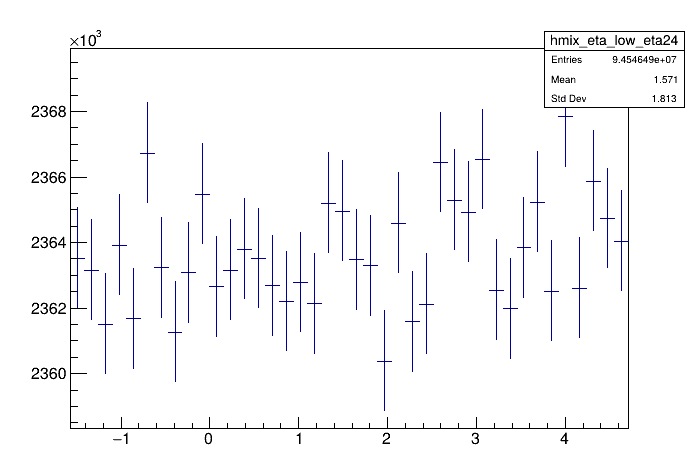 ×10³
hmix_eta_low_eta24
Entries 9.454649e+07
Mean 1.571
Std Dev 1.813
2368
2366
2364
2362
2360
−1 0 1 2 3 4